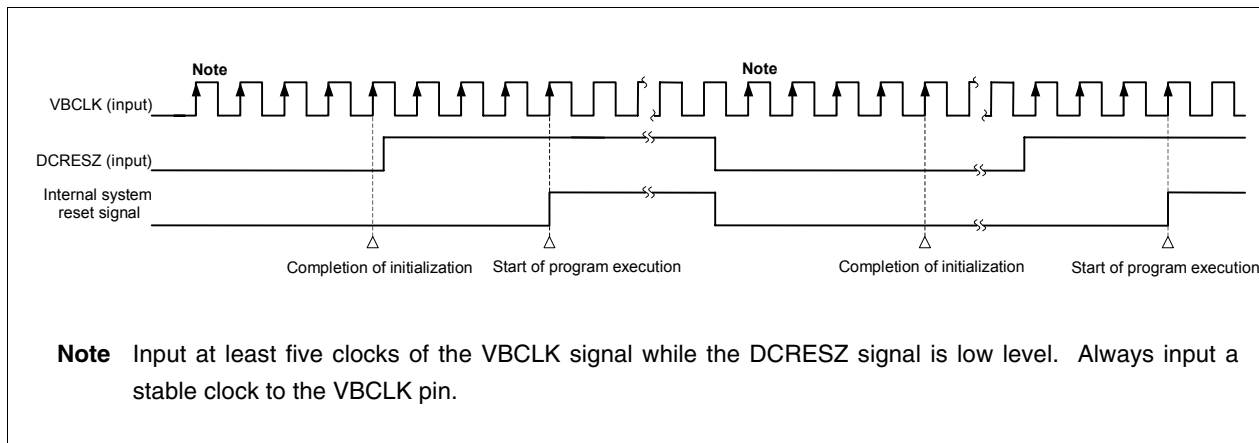 Note
Note
VBCLK (input)
DCRESZ (input)
Internal system
reset signal
Completion of initialization
Start of program execution
Completion of initialization
Start of program execution
Note Input at least five clocks of the VBCLK signal while the DCRESZ signal is low level. Always input a
stable clock to the VBCLK pin.